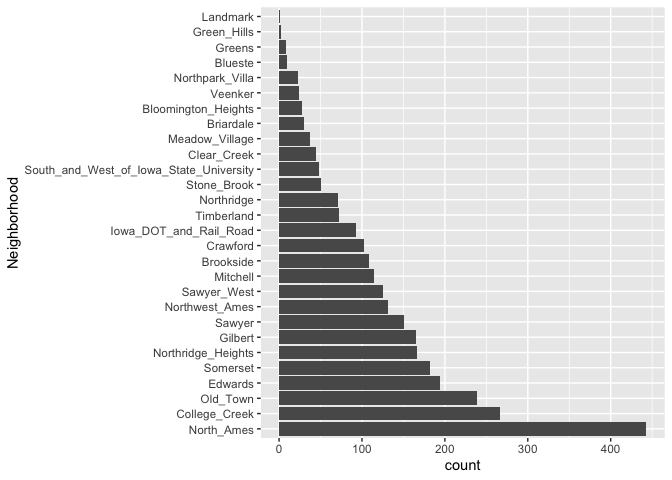 Landmark
Green_Hills
Greens
Blueste
Northpark_Villa
Veenker
Bloomington_Heights
Briardale
Meadow_Village
Clear_Creek
South_and_West_of_Iowa_State_University
Stone_Brook
Northridge
Timberland
Iowa_DOT_and_Rail_Road
Crawford
Brookside
Mitchell
Sawyer_West
Northwest_Ames
Sawyer
Gilbert
Northridge_Heights
Somerset
Edwards
Old_Town
College_Creek
North_Ames
Neighborhood
0 100 200 300 400
count